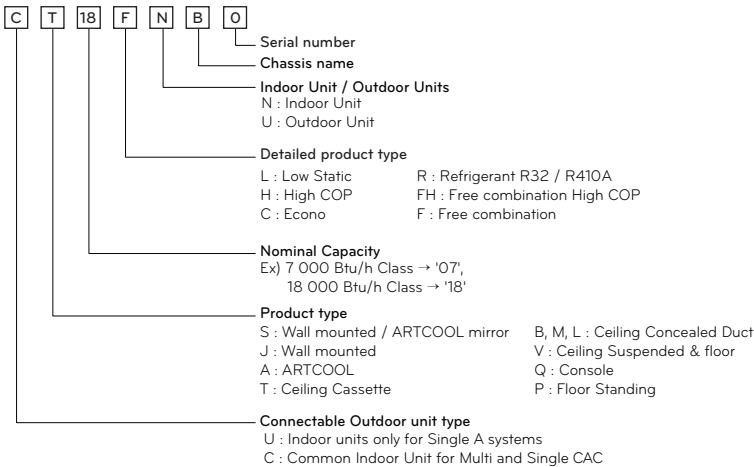 C T 18 F N B 0
Serial number
Chassis name
Indoor Unit / Outdoor Units
N : Indoor Unit
U : Outdoor Unit
Detailed product type
L : Low Static R : Refrigerant R32 / R410A
H : High COP FH : Free combination High COP
C : Econo F : Free combination
Nominal Capacity
Ex) 7 000 Btu/h Class → '07',
18 000 Btu/h Class → '18'
Product type
S : Wall mounted / ARTCOOL mirror B, M, L : Ceiling Concealed Duct
J : Wall mounted V : Ceiling Suspended & floor
A : ARTCOOL Q : Console
T : Ceiling Cassette P : Floor Standing
Connectable Outdoor unit type
U : Indoor units only for Single A systems
C : Common Indoor Unit for Multi and Single CAC